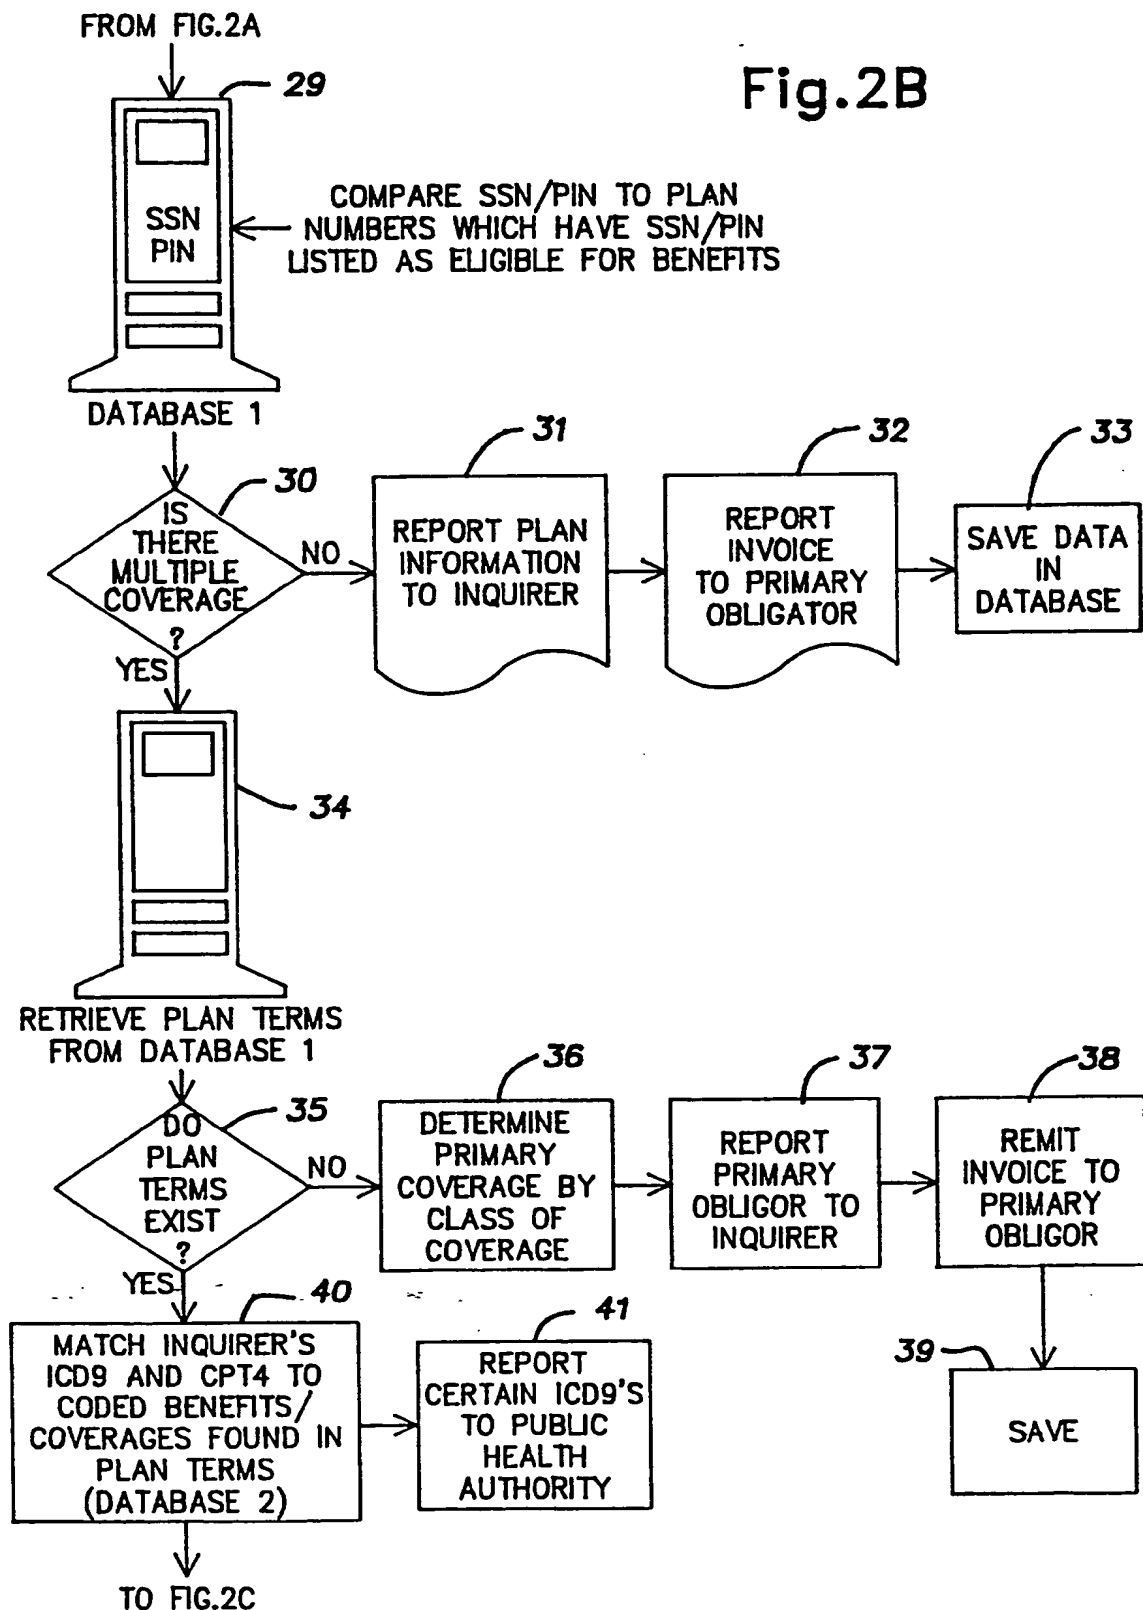 FROM FIG.2A
Fig.2B
29
SSN
PIN
COMPARE SSN/PIN TO PLAN
NUMBERS WHICH HAVE SSN/PIN
LISTED AS ELIGIBLE FOR BENEFITS
DATABASE 1
30
IS
THERE
MULTIPLE
COVERAGE
?
NO
YES
31
REPORT PLAN
INFORMATION
TO INQUIRER
32
REPORT
INVOICE
TO PRIMARY
OBLIGATOR
33
SAVE DATA
IN
DATABASE
34
RETRIEVE PLAN TERMS
FROM DATABASE 1
35
DO
PLAN
TERMS
EXIST
?
NO
YES
36
DETERMINE
PRIMARY
COVERAGE BY
CLASS OF
COVERAGE
37
REPORT
PRIMARY
OBLIGOR TO
INQUIRER
38
REMIT
INVOICE TO
PRIMARY
OBLIGOR
39
SAVE
40
MATCH INQUIRER'S
ICD9 AND CPT4 TO
CODED BENEFITS/
COVERAGES FOUND IN
PLAN TERMS
(DATABASE 2)
41
REPORT
CERTAIN ICD9'S
TO PUBLIC
HEALTH
AUTHORITY
TO FIG.2C